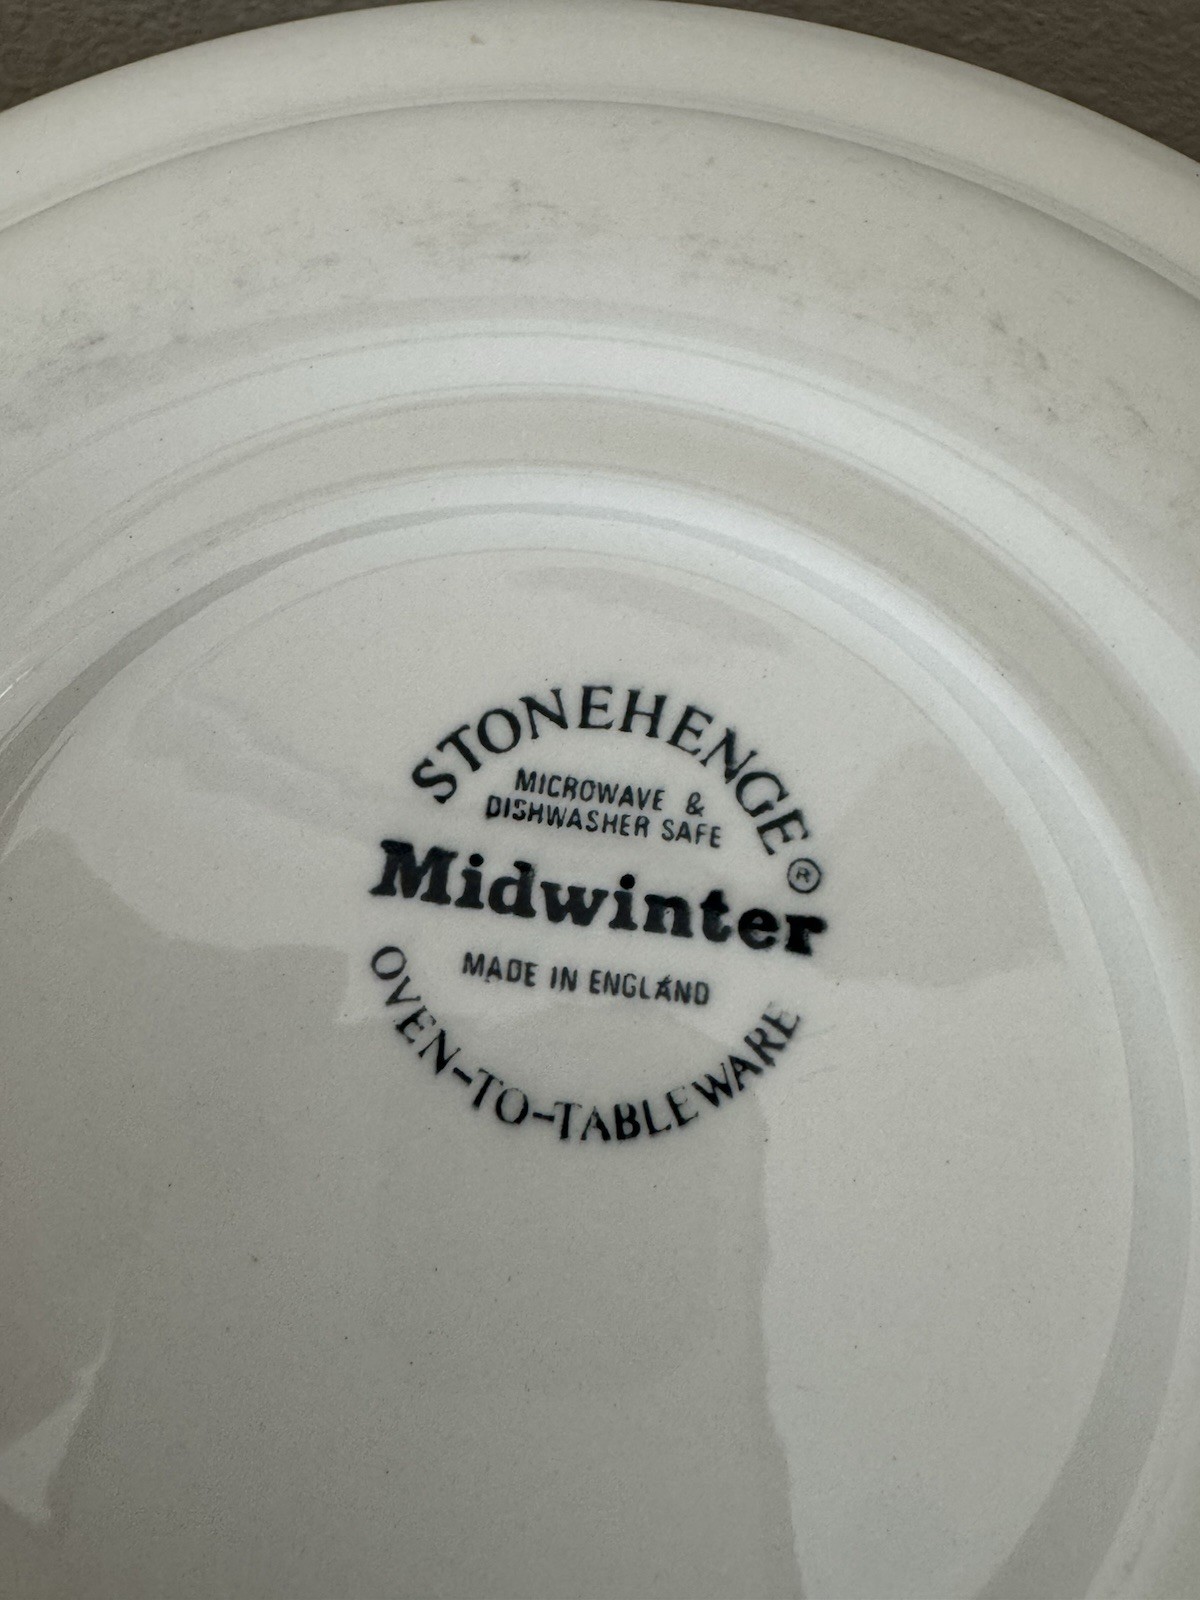 STONEHENGE®
MICROWAVE &
DISHWASHER SAFE
Midwinter
MADE IN ENGLAND
OVEN-TO-TABLEWARE